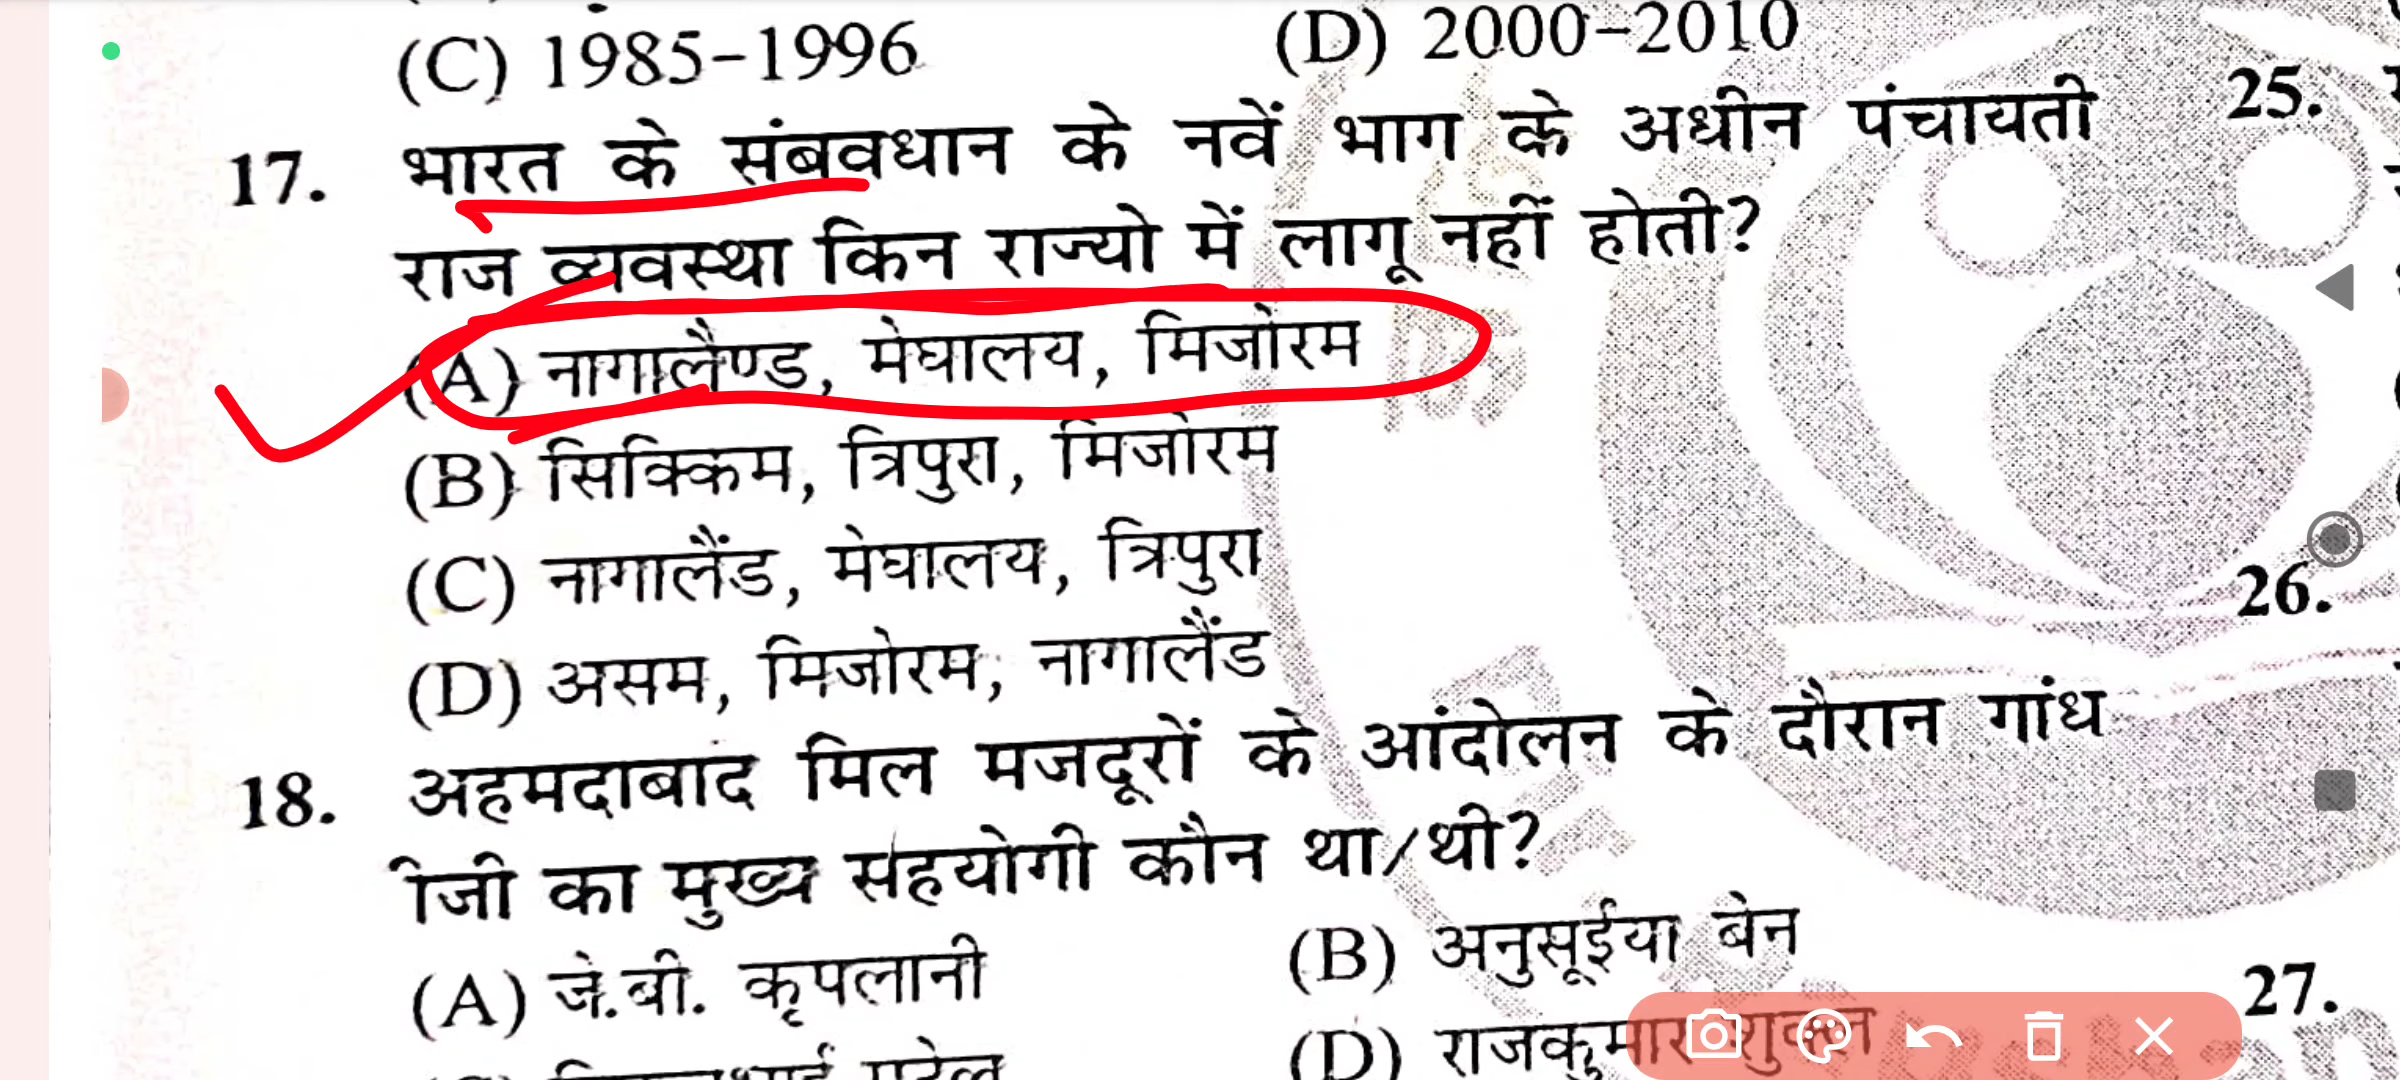 (C) 1985-1996 (D) 2000-2010
17. भारत के संबवधान के नवें भाग के अधीन पंचायती
राज व्यवस्था किन राज्यो में लागू नहीं होती?
(A) नागालैण्ड, मेघालय, मिजोरम
(B) सिक्किम, त्रिपुरा, मिजोरम
(C) नागालैंड, मेघालय, त्रिपुरा
(D) असम, मिजोरम, नागालैंड
18. अहमदाबाद मिल मजदूरों के आंदोलन के दौरान गांध
ीजी का मुख्य सहयोगी कौन था/थी?
(A) जे.बी. कृपलानी (B) अनुसूईया बेन
(D) राजकुमार शुक्ल
25.
26.
27.